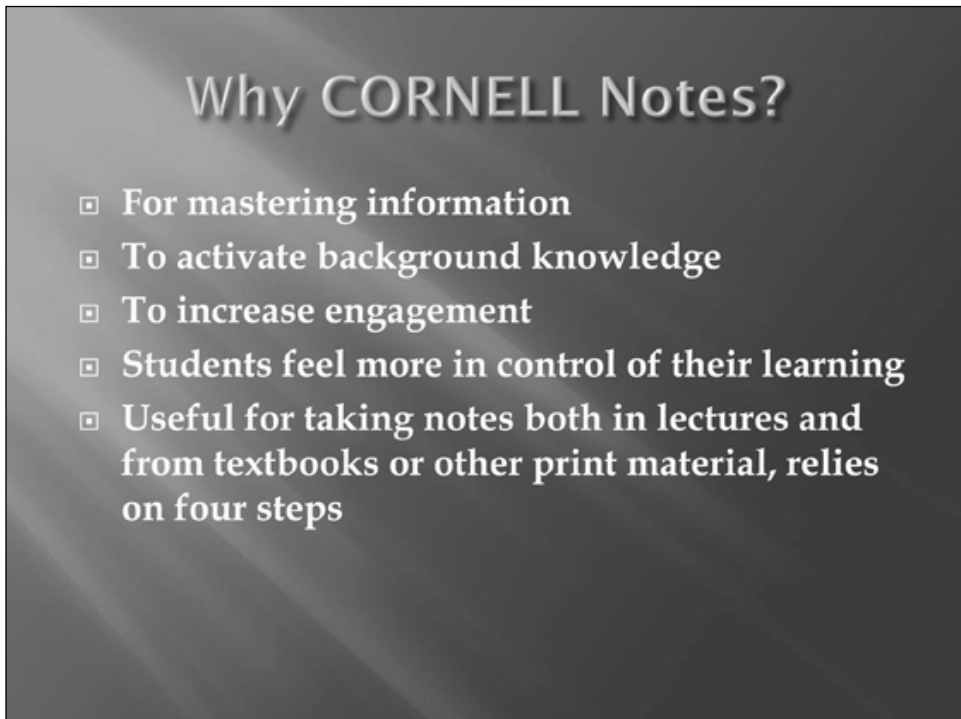 Why CORNELL Notes?
For mastering information
To activate background knowledge
To increase engagement
Students feel more in control of their learning
Useful for taking notes both in lectures and
from textbooks or other print material, relies
on four steps